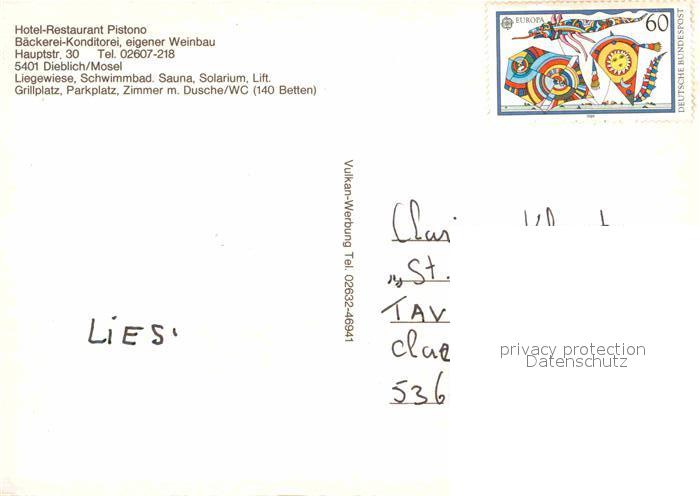 Hotel-Restaurant Pistono
Bäckerei-Konditorei, eigener Weinbau
Hauptstr, 30 Tel. 02607-218
5401 Dieblich/Mosel
Liegewiese, Schwimmbad. Sauna, Solarium, Lift.
Grillplatz, Parkplatz, Zimmer m. Dusche/WC (140 Betten)
EUROPA
60
DEUTSCHE BUNDESPOST
1989
Vulkan-Werbung Tel. 02632-46941
St.
TAV
536
LiES
privacy protection
Datenschutz